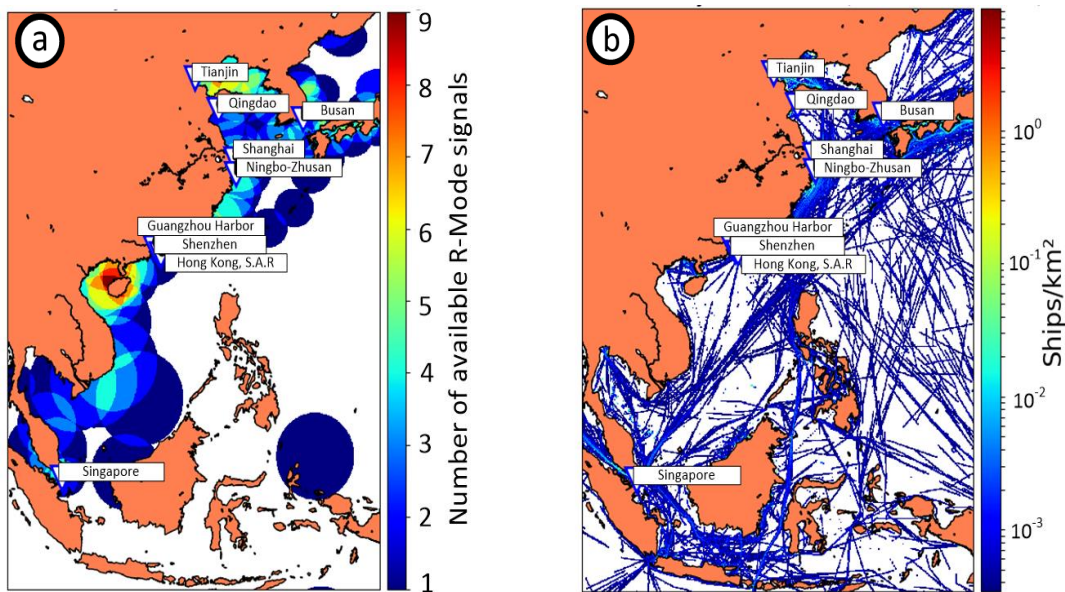 a
Tianjin
Qingdao
Busan
Shanghai
Ningbo-Zhusan
Guangzhou Harbor
Shenzhen
Hong Kong, S.A.R
Singapore
9
8
7
6
5
4
3
2
1
Number of available R-Mode signals
b
Tianjin
Qingdao
Busan
Shanghai
Ningbo-Zhusan
Guangzhou Harbor
Shenzhen
Hong Kong, S.A.R
Singapore
10⁰
10⁻¹
10⁻²
10⁻³
Ships/km²